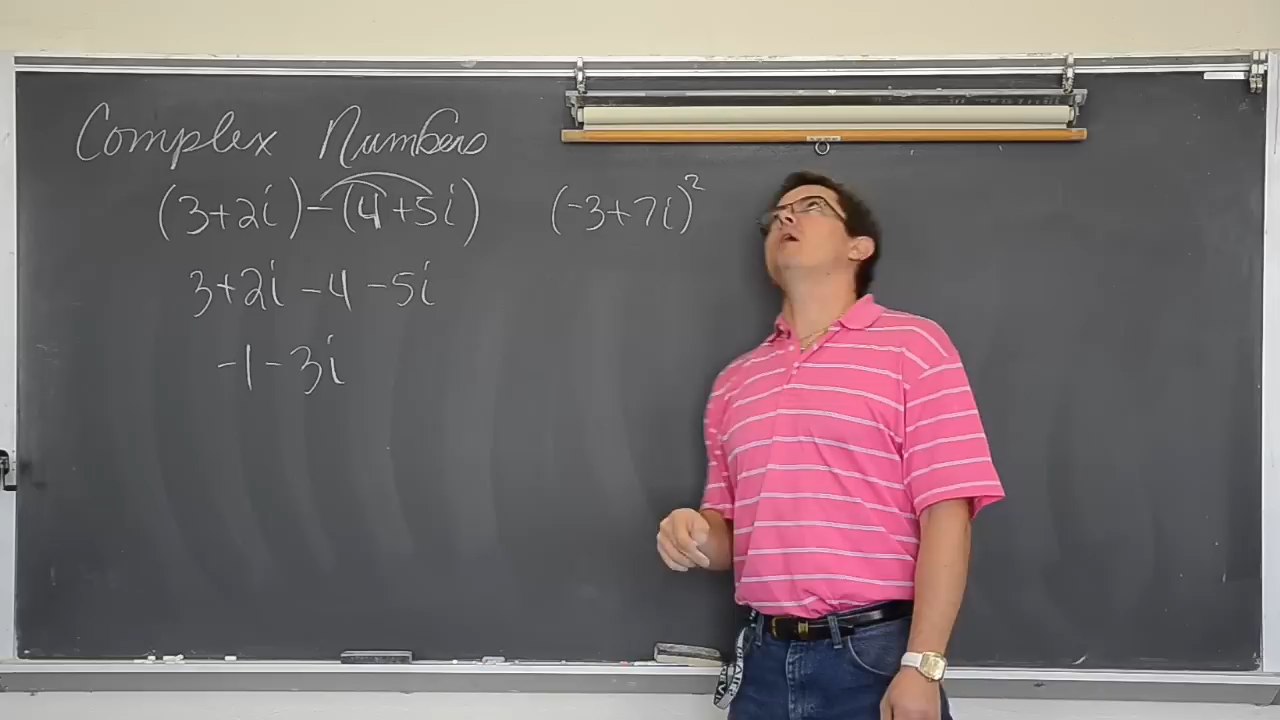 Complex Numbers
(3+2i)-(4+5i)
3+2i-4-5i
-1-3i
(-3+7i)²